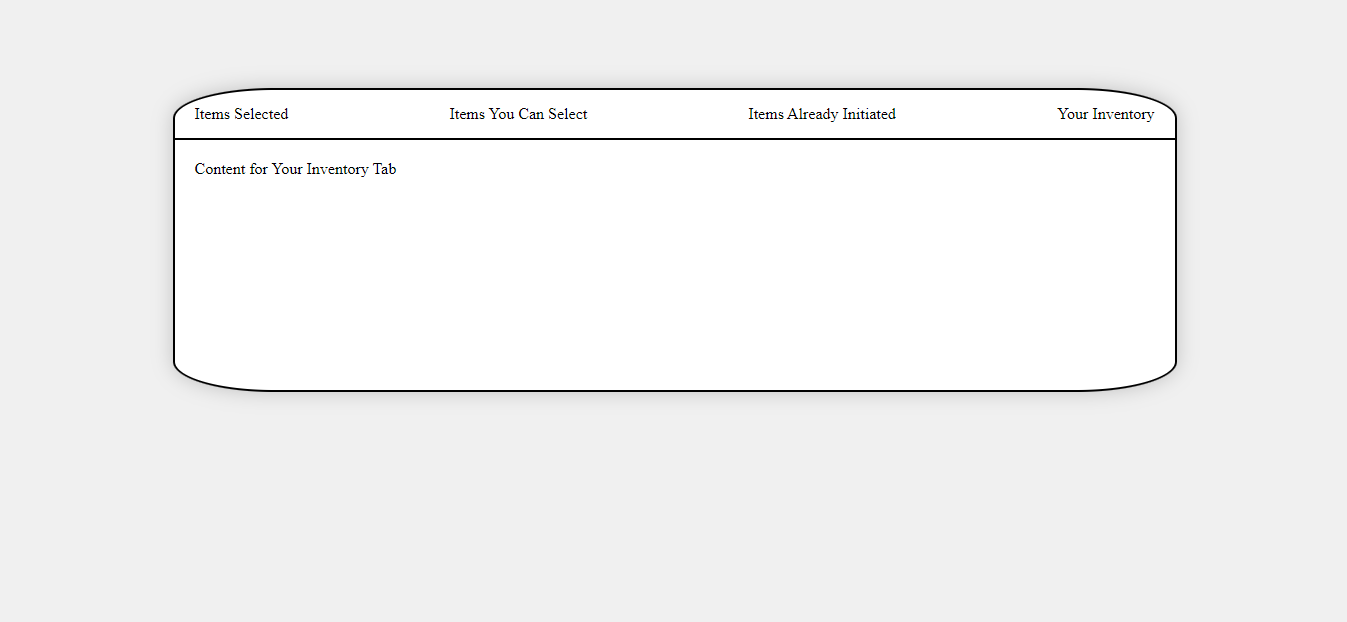 Items Selected
Items You Can Select
Items Already Initiated
Your Inventory
Content for Your Inventory Tab